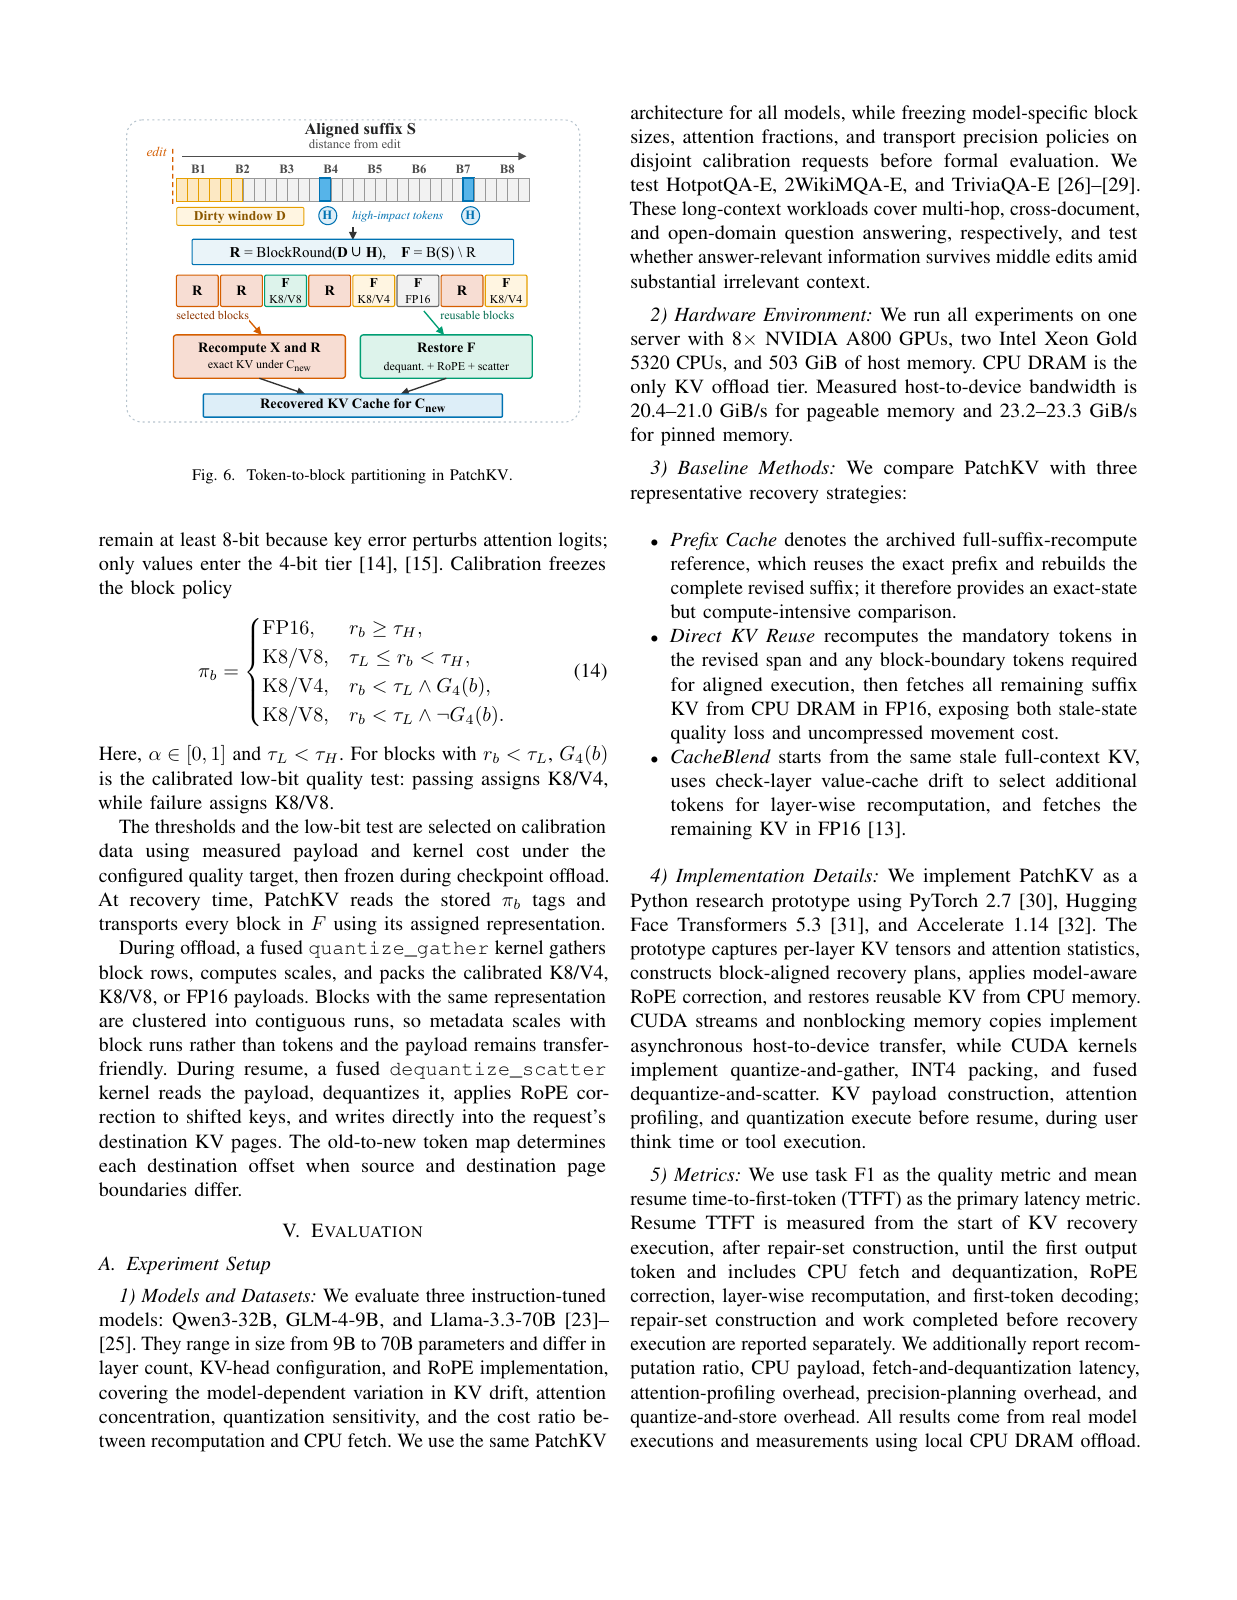 Aligned suffix S
distance from edit
edit
B1 B2 B3 B4 B5 B6 B7 B8
Dirty window D H high-impact tokens H
R = BlockRound(D ∪ H), F = B(S) \ R
R R F K8/V8 R F K8/V4 F FP16 R F K8/V4
selected blocks reusable blocks
Recompute X and R
exact KV under Cnew
Restore F
dequant. + RoPE + scatter
Recovered KV Cache for Cnew
Fig. 6. Token-to-block partitioning in PatchKV.
remain at least 8-bit because key error perturbs attention logits;
only values enter the 4-bit tier [14], [15]. Calibration freezes
the block policy
πb = { FP16, rb ≥ τH,
K8/V8, τL ≤ rb < τH,
K8/V4, rb < τL ∧ G4(b),
K8/V8, rb < τL ∧ ¬G4(b).
(14)
Here, α ∈ [0, 1] and τL < τH. For blocks with rb < τL, G4(b)
is the calibrated low-bit quality test: passing assigns K8/V4,
while failure assigns K8/V8.
The thresholds and the low-bit test are selected on calibration
data using measured payload and kernel cost under the
configured quality target, then frozen during checkpoint offload.
At recovery time, PatchKV reads the stored πb tags and
transports every block in F using its assigned representation.
During offload, a fused quantize_gather kernel gathers
block rows, computes scales, and packs the calibrated K8/V4,
K8/V8, or FP16 payloads. Blocks with the same representation
are clustered into contiguous runs, so metadata scales with
block runs rather than tokens and the payload remains transfer-
friendly. During resume, a fused dequantize_scatter
kernel reads the payload, dequantizes it, applies RoPE cor-
rection to shifted keys, and writes directly into the request's
destination KV pages. The old-to-new token map determines
each destination offset when source and destination page
boundaries differ.
V. EVALUATION
A. Experiment Setup
1) Models and Datasets: We evaluate three instruction-tuned
models: Qwen3-32B, GLM-4-9B, and Llama-3.3-70B [23]–
[25]. They range in size from 9B to 70B parameters and differ in
layer count, KV-head configuration, and RoPE implementation,
covering the model-dependent variation in KV drift, attention
concentration, quantization sensitivity, and the cost ratio be-
tween recomputation and CPU fetch. We use the same PatchKV
architecture for all models, while freezing model-specific block
sizes, attention fractions, and transport precision policies on
disjoint calibration requests before formal evaluation. We
test HotpotQA-E, 2WikiMQA-E, and TriviaQA-E [26]–[29].
These long-context workloads cover multi-hop, cross-document,
and open-domain question answering, respectively, and test
whether answer-relevant information survives middle edits amid
substantial irrelevant context.
2) Hardware Environment: We run all experiments on one
server with 8× NVIDIA A800 GPUs, two Intel Xeon Gold
5320 CPUs, and 503 GiB of host memory. CPU DRAM is the
only KV offload tier. Measured host-to-device bandwidth is
20.4–21.0 GiB/s for pageable memory and 23.2–23.3 GiB/s
for pinned memory.
3) Baseline Methods: We compare PatchKV with three
representative recovery strategies:
• Prefix Cache denotes the archived full-suffix-recompute
reference, which reuses the exact prefix and rebuilds the
complete revised suffix; it therefore provides an exact-state
but compute-intensive comparison.
• Direct KV Reuse recomputes the mandatory tokens in
the revised span and any block-boundary tokens required
for aligned execution, then fetches all remaining suffix
KV from CPU DRAM in FP16, exposing both stale-state
quality loss and uncompressed movement cost.
• CacheBlend starts from the same stale full-context KV,
uses check-layer value-cache drift to select additional
tokens for layer-wise recomputation, and fetches the
remaining KV in FP16 [13].
4) Implementation Details: We implement PatchKV as a
Python research prototype using PyTorch 2.7 [30], Hugging
Face Transformers 5.3 [31], and Accelerate 1.14 [32]. The
prototype captures per-layer KV tensors and attention statistics,
constructs block-aligned recovery plans, applies model-aware
RoPE correction, and restores reusable KV from CPU memory.
CUDA streams and nonblocking memory copies implement
asynchronous host-to-device transfer, while CUDA kernels
implement quantize-and-gather, INT4 packing, and fused
dequantize-and-scatter. KV payload construction, attention
profiling, and quantization execute before resume, during user
think time or tool execution.
5) Metrics: We use task F1 as the quality metric and mean
resume time-to-first-token (TTFT) as the primary latency metric.
Resume TTFT is measured from the start of KV recovery
execution, after repair-set construction, until the first output
token and includes CPU fetch and dequantization, RoPE
correction, layer-wise recomputation, and first-token decoding;
repair-set construction and work completed before recovery
execution are reported separately. We additionally report recom-
putation ratio, CPU payload, fetch-and-dequantization latency,
attention-profiling overhead, precision-planning overhead, and
quantize-and-store overhead. All results come from real model
executions and measurements using local CPU DRAM offload.